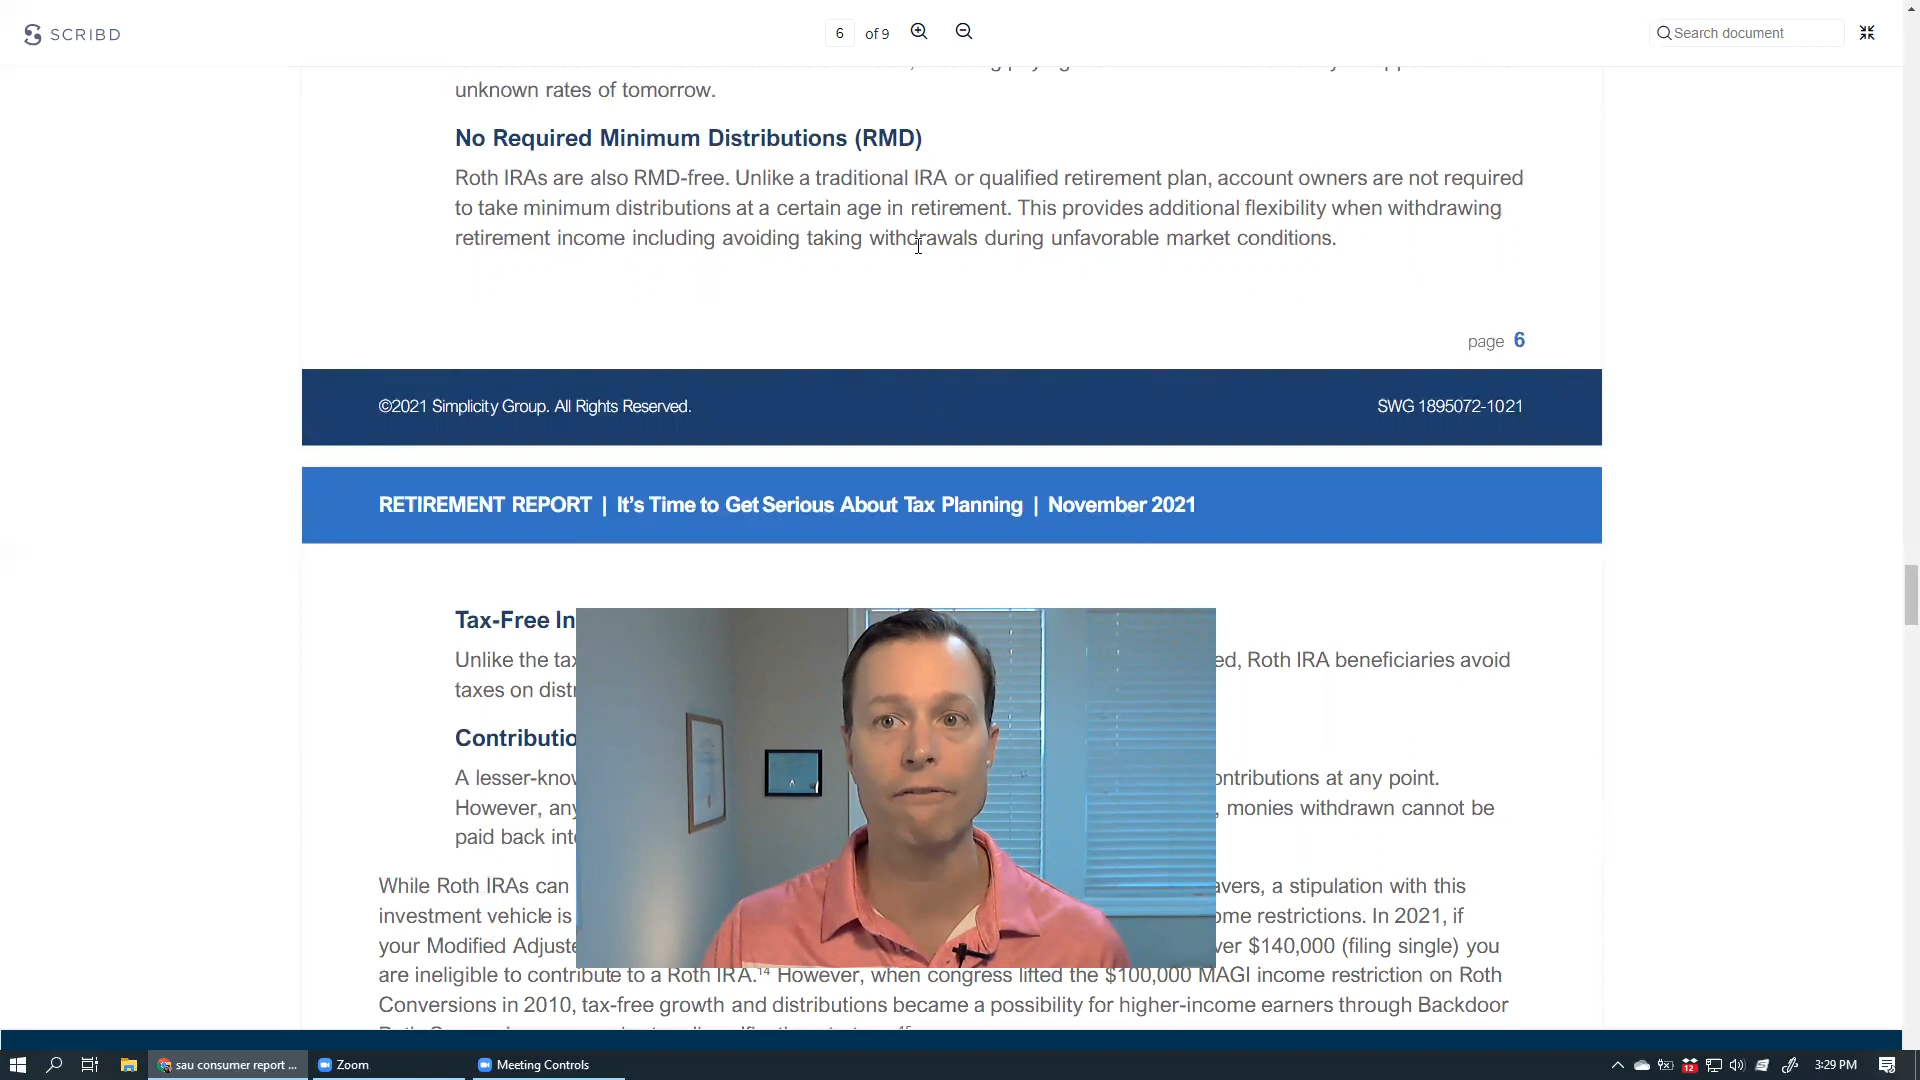 SCRIBD
6 of 9
Search document
unknown rates of tomorrow.
No Required Minimum Distributions (RMD)
Roth IRAs are also RMD-free. Unlike a traditional IRA or qualified retirement plan, account owners are not required
to take minimum distributions at a certain age in retirement. This provides additional flexibility when withdrawing
retirement income including avoiding taking withdrawals during unfavorable market conditions.
page 6
©2021 Simplicity Group. All Rights Reserved.
SWG 1895072-1021
RETIREMENT REPORT | It's Time to Get Serious About Tax Planning | November 2021
Tax-Free In
Unlike the tax ed, Roth IRA beneficiaries avoid
taxes on distr
Contributio
A lesser-know ontributions at any point.
However, any , monies withdrawn cannot be
paid back into
While Roth IRAs can avers, a stipulation with this
investment vehicle is ome restrictions. In 2021, if
your Modified Adjuste ver $140,000 (filing single) you
are ineligible to contribute to a Roth IRA.¹⁴ However, when congress lifted the $100,000 MAGI income restriction on Roth
Conversions in 2010, tax-free growth and distributions became a possibility for higher-income earners through Backdoor
sau consumer report ...
Zoom
Meeting Controls
12
3:29 PM